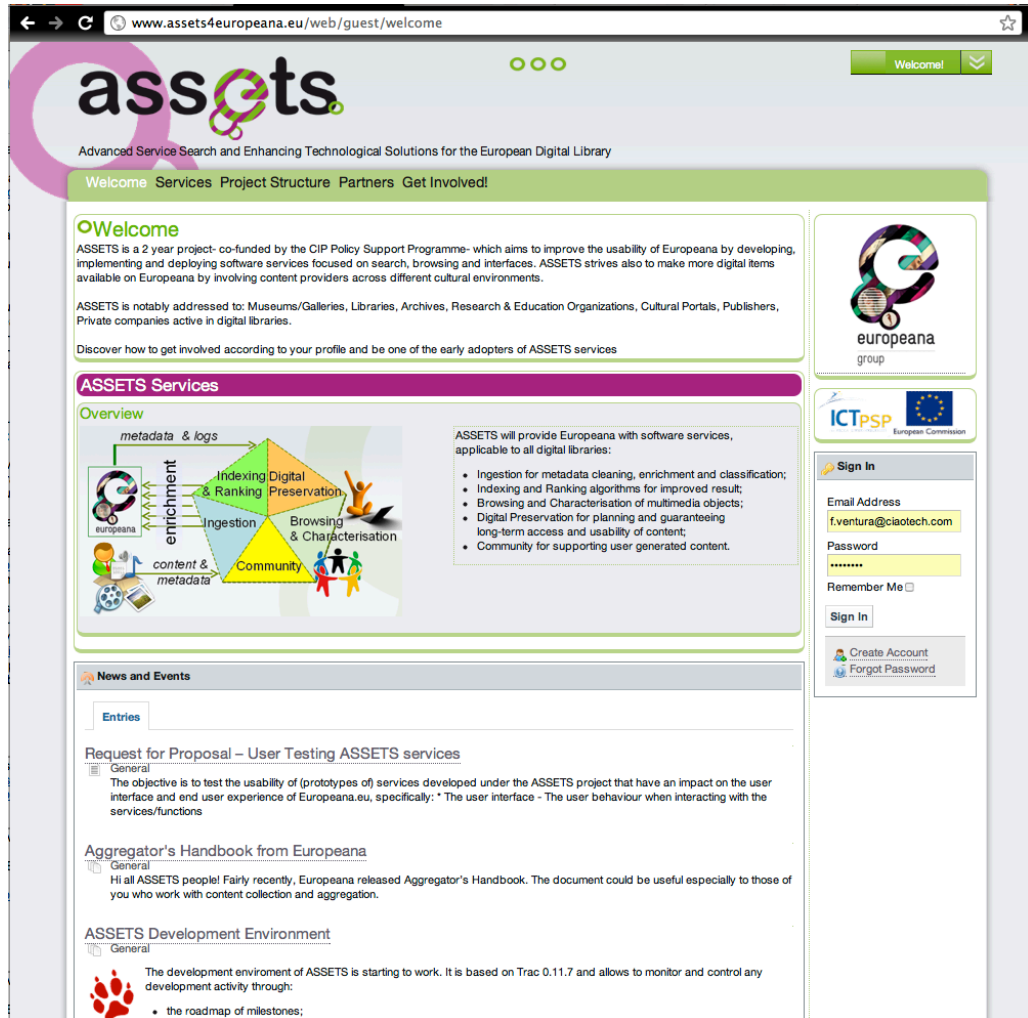 www.assets4europeana.eu/web/guest/welcome
assets
Welcome!
Advanced Service Search and Enhancing Technological Solutions for the European Digital Library
Welcome Services Project Structure Partners Get Involved!
Welcome
ASSETS is a 2 year project- co-funded by the CIP Policy Support Programme- which aims to improve the usability of Europeana by developing,
implementing and deploying software services focused on search, browsing and interfaces. ASSETS strives also to make more digital items
available on Europeana by involving content providers across different cultural environments.
ASSETS is notably addressed to: Museums/Galleries, Libraries, Archives, Research & Education Organizations, Cultural Portals, Publishers,
Private companies active in digital libraries.
Discover how to get involved according to your profile and be one of the early adopters of ASSETS services
ASSETS Services
Overview
metadata & logs
Indexing
& Ranking
Digital
Preservation
enrichment
europeana
Ingestion
Browsing
& Characterisation
content &
metadata
Community
ASSETS will provide Europeana with software services,
applicable to all digital libraries:
• Ingestion for metadata cleaning, enrichment and classification;
• Indexing and Ranking algorithms for improved result;
• Browsing and Characterisation of multimedia objects;
• Digital Preservation for planning and guaranteeing
long-term access and usability of content;
• Community for supporting user generated content.
News and Events
Entries
Request for Proposal – User Testing ASSETS services
General
The objective is to test the usability of (prototypes of) services developed under the ASSETS project that have an impact on the user
interface and end user experience of Europeana.eu, specifically: * The user interface - The user behaviour when interacting with the
services/functions
Aggregator's Handbook from Europeana
General
Hi all ASSETS people! Fairly recently, Europeana released Aggregator's Handbook. The document could be useful especially to those of
you who work with content collection and aggregation.
ASSETS Development Environment
General
The development enviroment of ASSETS is starting to work. It is based on Trac 0.11.7 and allows to monitor and control any
development activity through:
• the roadmap of milestones;
europeana
group
ICTPSP
European Commission
Sign In
Email Address
f.ventura@ciaotech.com
Password
••••••••
Remember Me
Sign In
Create Account
Forgot Password